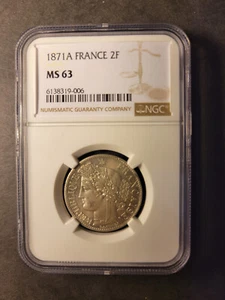 1871A FRANCE 2F
MS 63
6138319-006
NUMISMATIC GUARANTY COMPANY
NGC